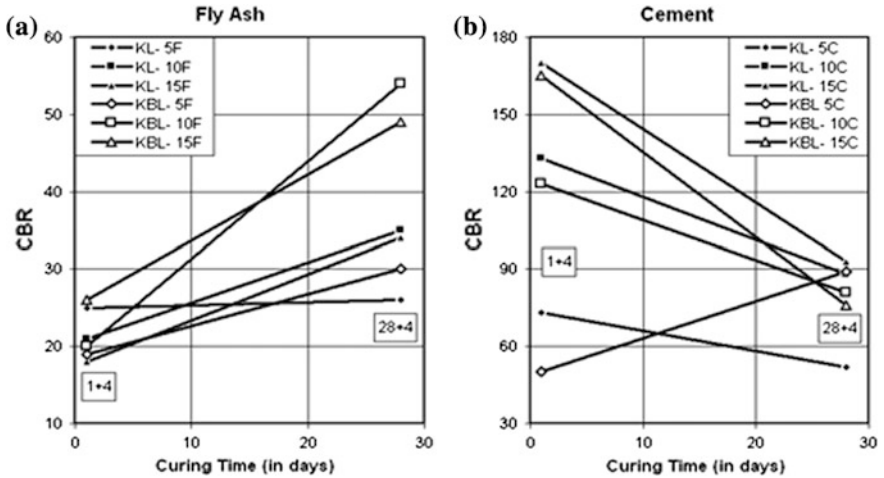 (a)
Fly Ash
CBR
60
50
40
30
20
10
KL- 5F
KL- 10F
KL- 15F
KBL- 5F
KBL- 10F
KBL- 15F
1+4
28+4
0
10
20
30
Curing Time (in days)
(b)
Cement
CBR
180
150
120
90
60
30
KL- 5C
KL- 10C
KL- 15C
KBL 5C
KBL- 10C
KBL- 15C
1+4
28+4
0
10
20
30
Curing Time (in days)